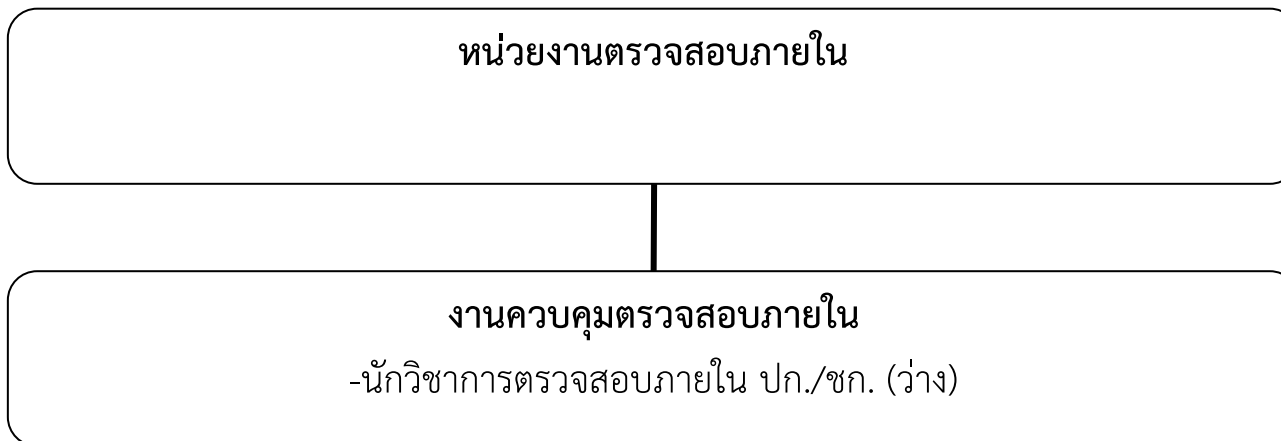 หน่วยงานตรวจสอบภายใน
งานควบคุมตรวจสอบภายใน
-นักวิชาการตรวจสอบภายใน ปก./ชก. (ว่าง)